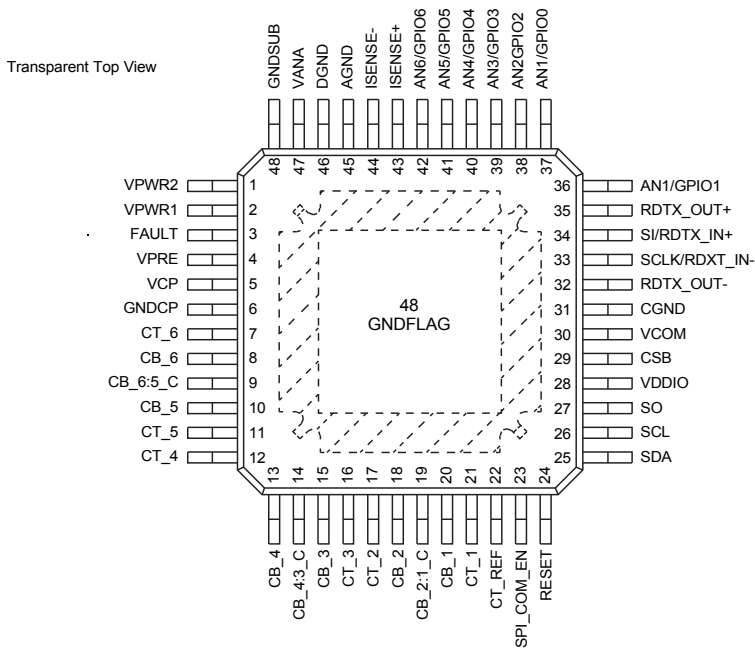 Transparent Top View
GNDSUB
VANA
DGND
AGND
ISENSE-
ISENSE+
AN6/GPIO6
AN5/GPIO5
AN4/GPIO4
AN3/GPIO3
AN2GPIO2
AN1/GPIO0
48
47
46
45
44
43
42
41
40
39
38
37
VPWR2 1
VPWR1 2
FAULT 3
VPRE 4
VCP 5
GNDCP 6
CT_6 7
CB_6 8
CB_6:5_C 9
CB_5 10
CT_5 11
CT_4 12
48
GNDFLAG
36 AN1/GPIO1
35 RDTX_OUT+
34 SI/RDTX_IN+
33 SCLK/RDXT_IN-
32 RDTX_OUT-
31 CGND
30 VCOM
29 CSB
28 VDDIO
27 SO
26 SCL
25 SDA
13
14
15
16
17
18
19
20
21
22
23
24
CB_4
CB_4:3_C
CB_3
CT_3
CT_2
CB_2
CB_2:1_C
CB_1
CT_1
CT_REF
SPI_COM_EN
RESET